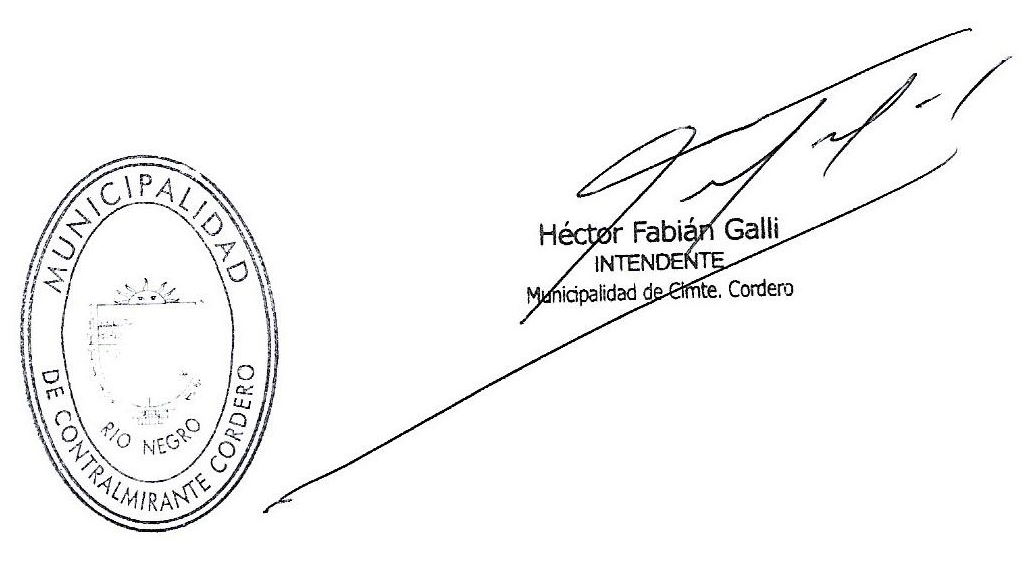 MUNICIPALIDAD
DE CONTRALMIRANTE CORDERO
RIO NEGRO
Héctor Fabián Galli
INTENDENTE
Municipalidad de Clmte. Cordero